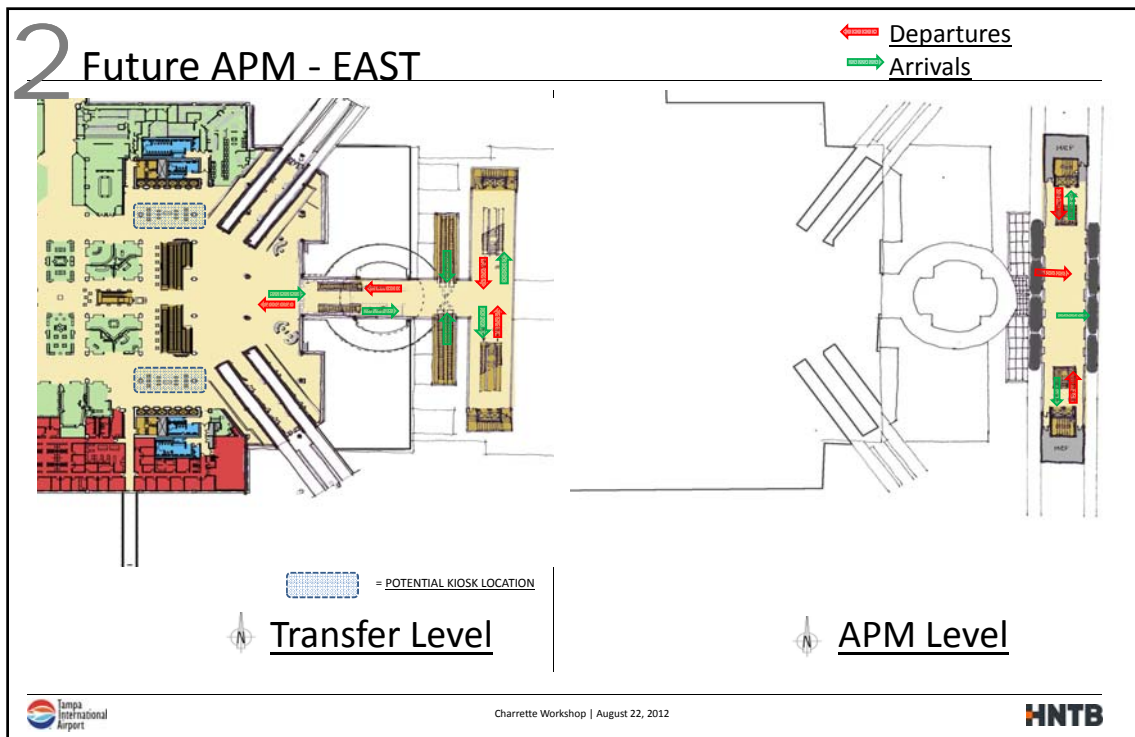 2 Future APM - EAST
Departures
Arrivals
= POTENTIAL KIOSK LOCATION
Transfer Level
APM Level
N
N
Tampa
International
Airport
Charrette Workshop | August 22, 2012
HNTB